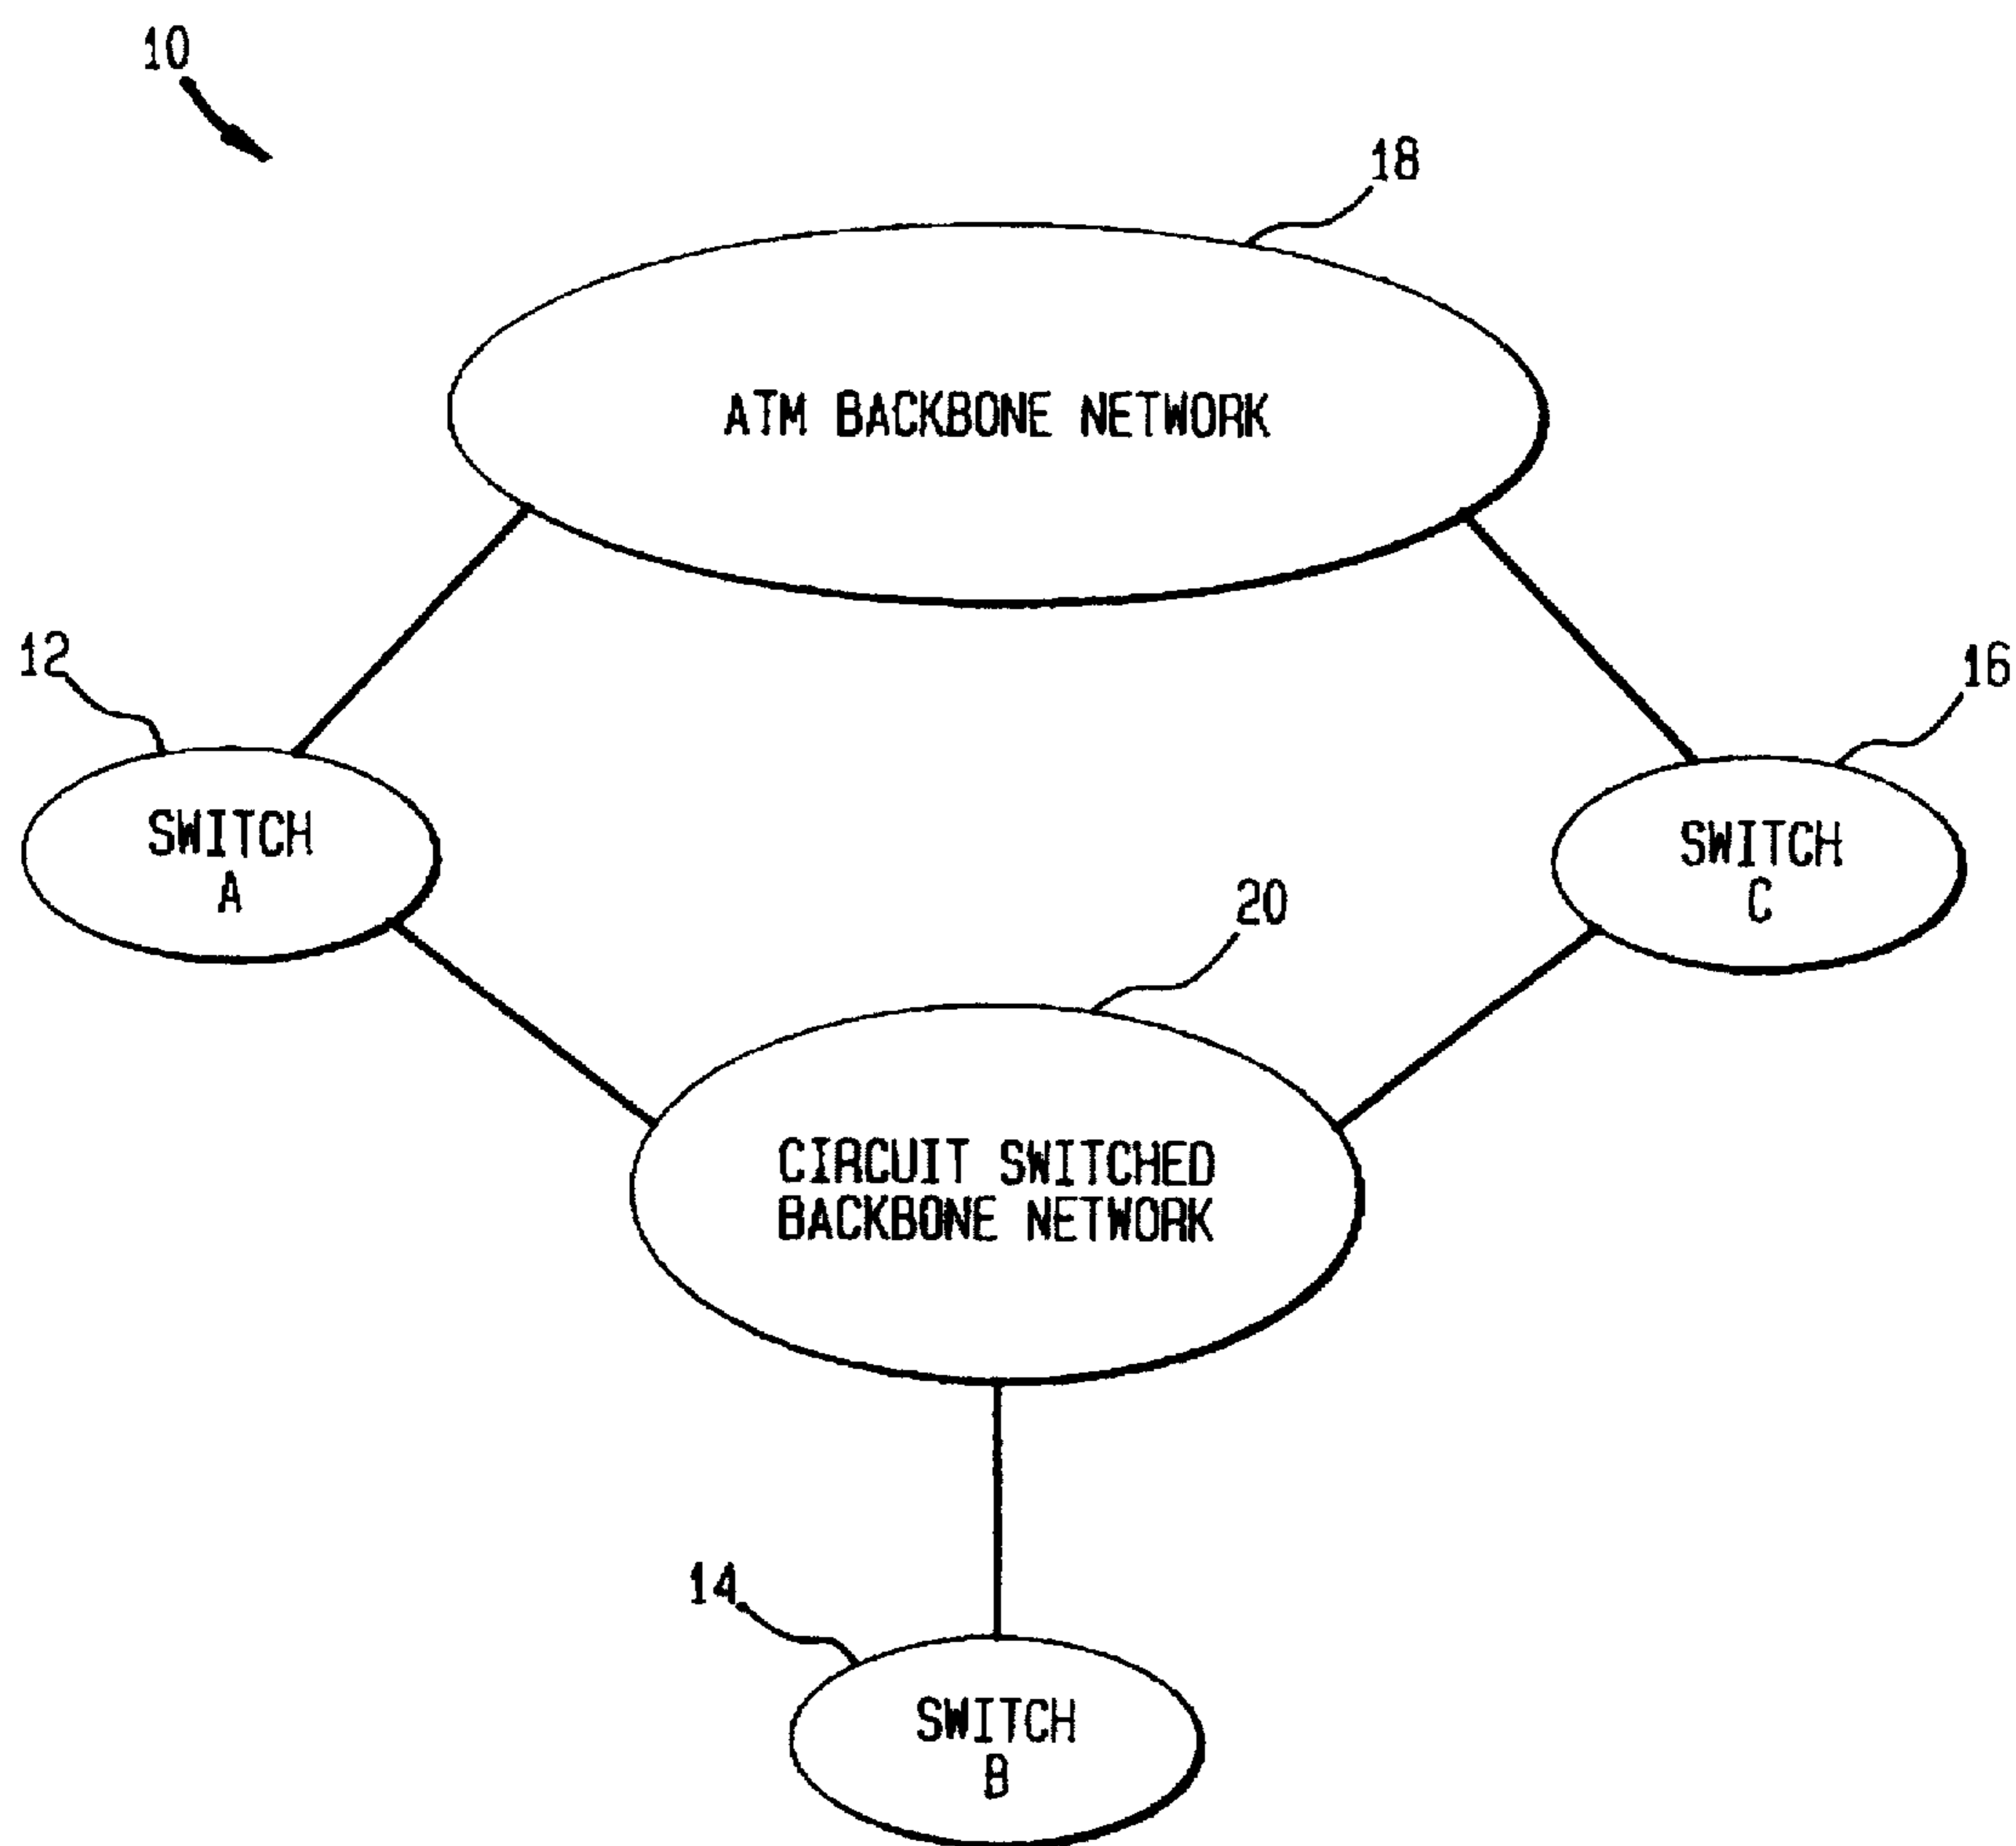 10
18
ATM BACKBONE NETWORK
12
16
SWITCH
A
SWITCH
C
20
CIRCUIT SWITCHED
BACKBONE NETWORK
14
SWITCH
B